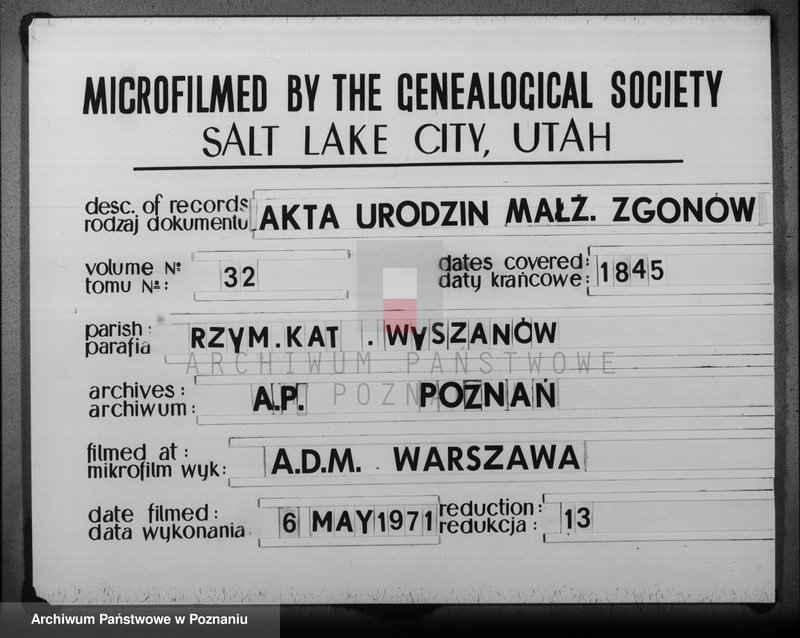 MICROFILMED BY THE GENEALOGICAL SOCIETY
SALT LAKE CITY, UTAH
desc. of records
rodzaj dokumentu
AKTA URODZIN MAŁŻ. ZGONÓW
volume №
tomu №:
32
dates covered:
daty krańcowe:
1845
parish:
parafia
RZYM.KAT. WYSZANÓW
ARCHIWUM PAŃSTWOWE
POZNAŃ
archives:
archiwum:
A.P. POZNAŃ
filmed at:
mikrofilm wyk:
A.D.M. WARSZAWA
date filmed:
data wykonania
6 MAY 1971
reduction:
redukcja:
13
Archiwum Państwowe w Poznaniu